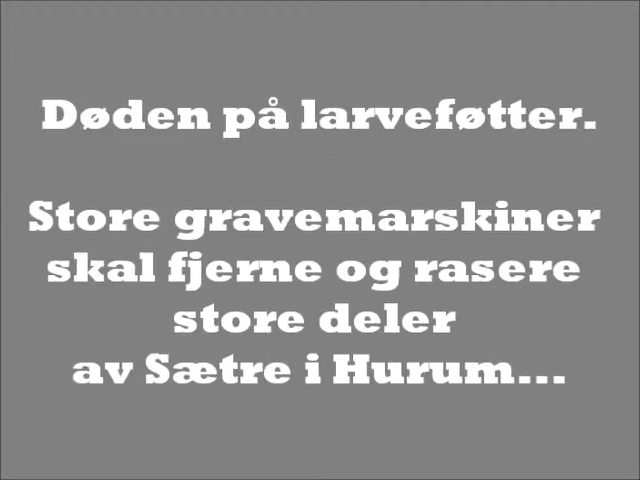 Døden på larveføtter.
Store gravemarskiner
skal fjerne og rasere
store deler
av Sætre i Hurum...